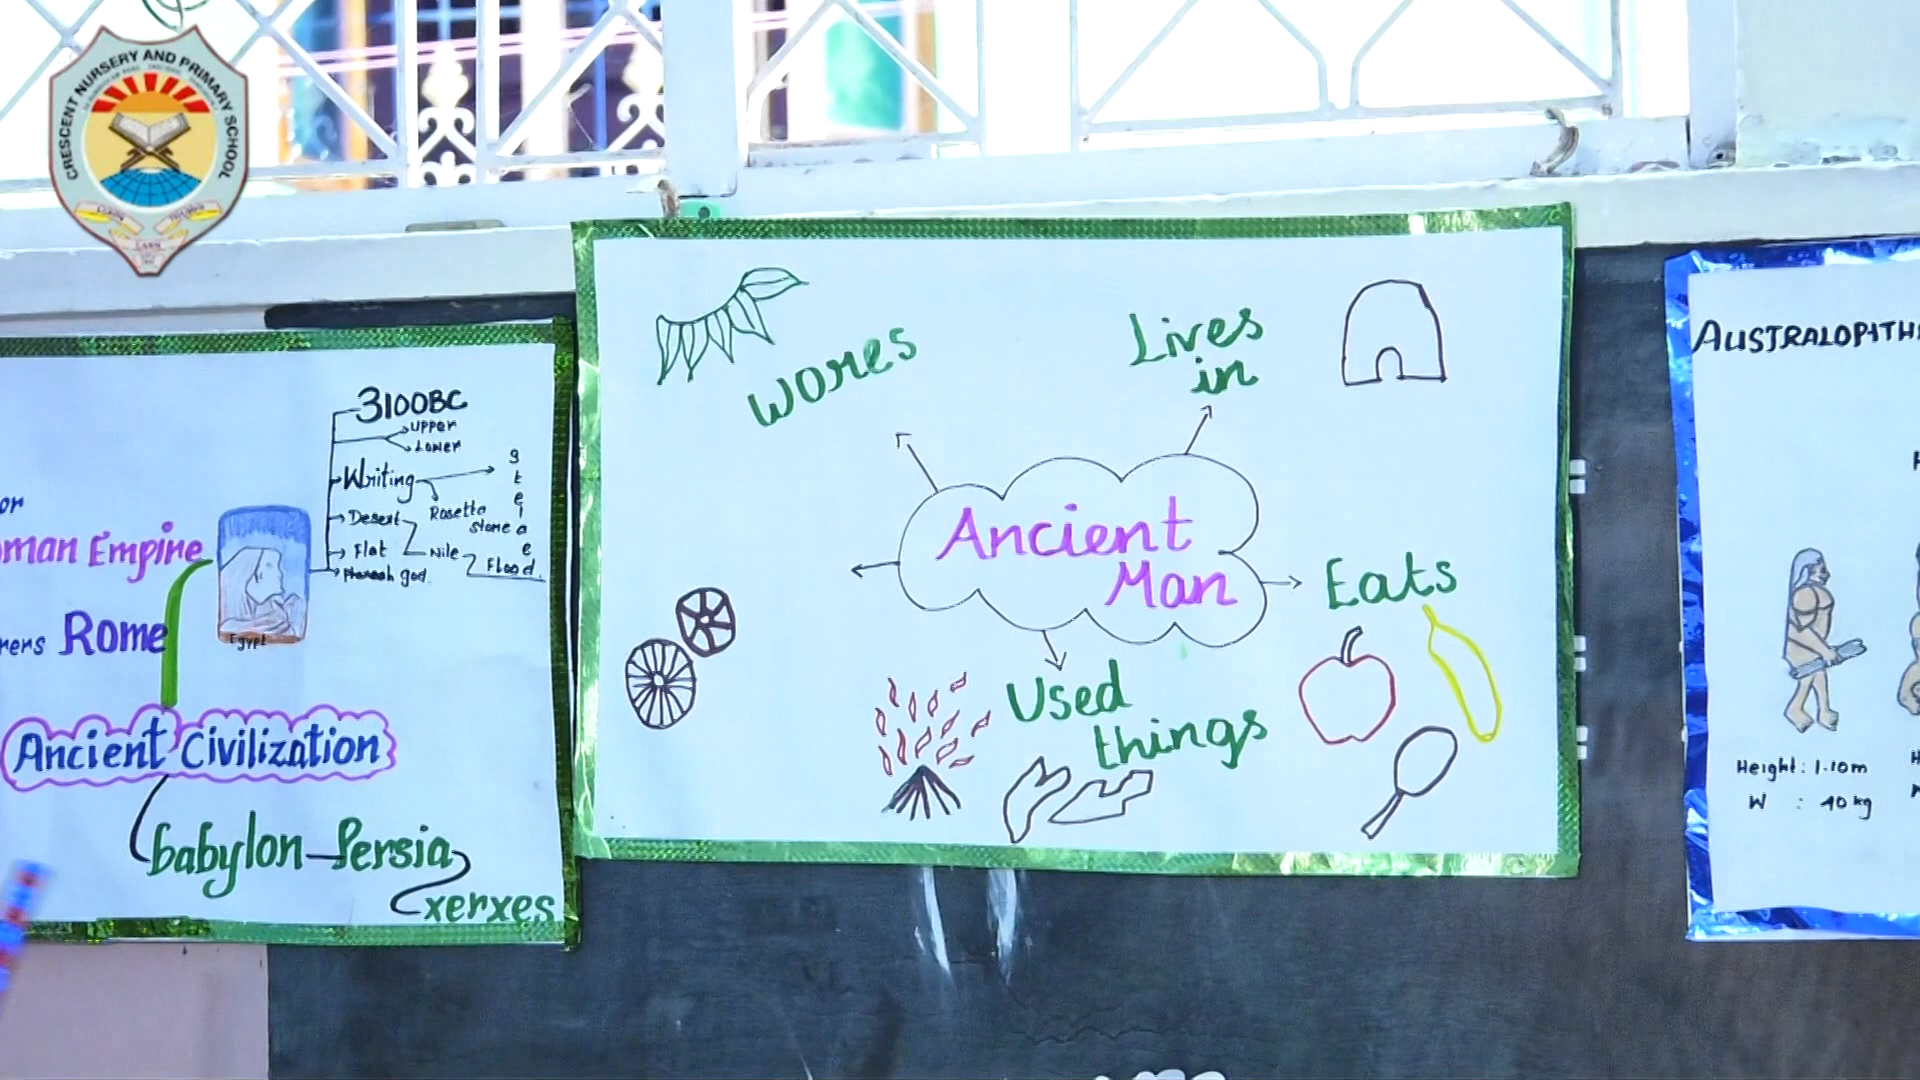 CRESCENT NURSERY AND PRIMARY SCHOOL
3100BC
UPPER
LOWER
Writing
Rosetta
stone
Desert
Flat
Nile
Flood
god.
Egypt
man Empire
Rome
Ancient Civilization
babylon Persia
xerxes
Wores
Lives
in
Ancient
Man
Eats
Used
things
AUSTRALOPITH
Height: 1.10m
W : 40 kg